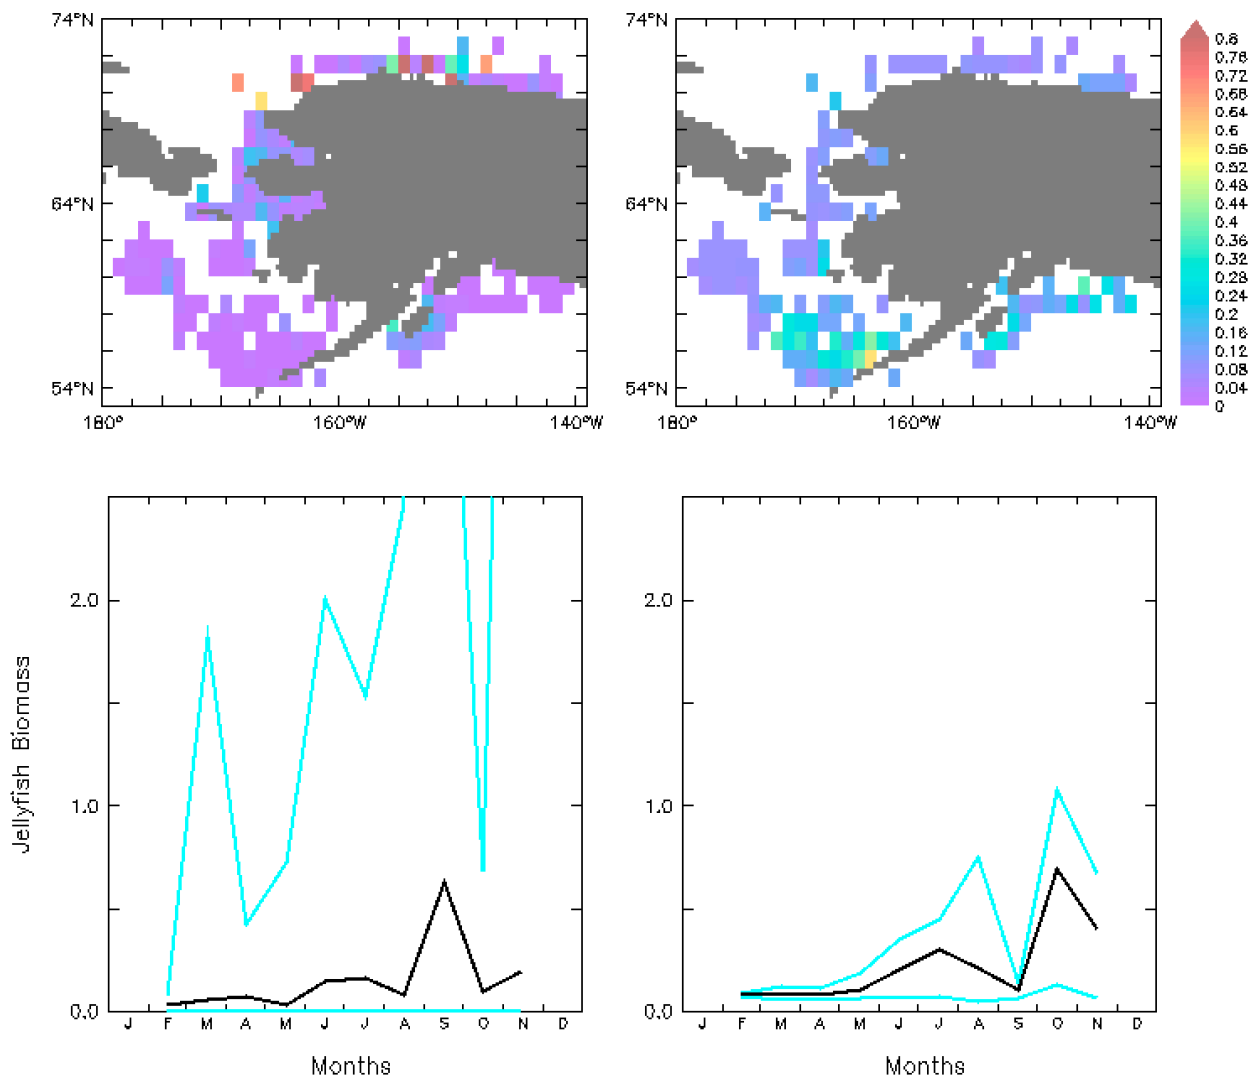 74°N
64°N
54°N
180°
160°W
140°W
180°
160°W
140°W
0.8
0.76
0.72
0.68
0.64
0.6
0.56
0.52
0.48
0.44
0.4
0.36
0.32
0.28
0.24
0.2
0.16
0.12
0.08
0.04
0
74°N
64°N
54°N
Jellyfish Biomass
2.0
1.0
0.0
J F M A M J J A S O N D
Months
2.0
1.0
0.0
J F M A M J J A S O N D
Months